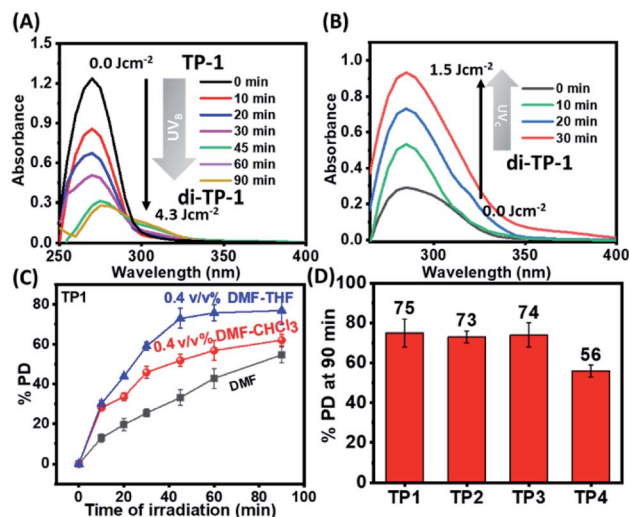 (A)
1.5
1.2
0.9
0.6
0.3
0.0
Absorbance
0.0 Jcm⁻²
TP-1
0 min
10 min
20 min
30 min
45 min
60 min
90 min
UVB
di-TP-1
4.3 Jcm⁻²
250 300 350 400
Wavelength (nm)
(B)
1.0
0.8
0.6
0.4
0.2
0.0
Absorbance
1.5 Jcm⁻²
0 min
10 min
20 min
30 min
UVC
di-TP-1
0.0 Jcm⁻²
300 350 400
Wavelength (nm)
(C)
TP1
80
60
40
20
0
% PD
0.4 v/v% DMF-THF
0.4 v/v% DMF-CHCl3
DMF
0 20 40 60 80 100
Time of irradiation (min)
(D)
100
80
60
40
20
0
% PD at 90 min
75
73
74
56
TP1 TP2 TP3 TP4